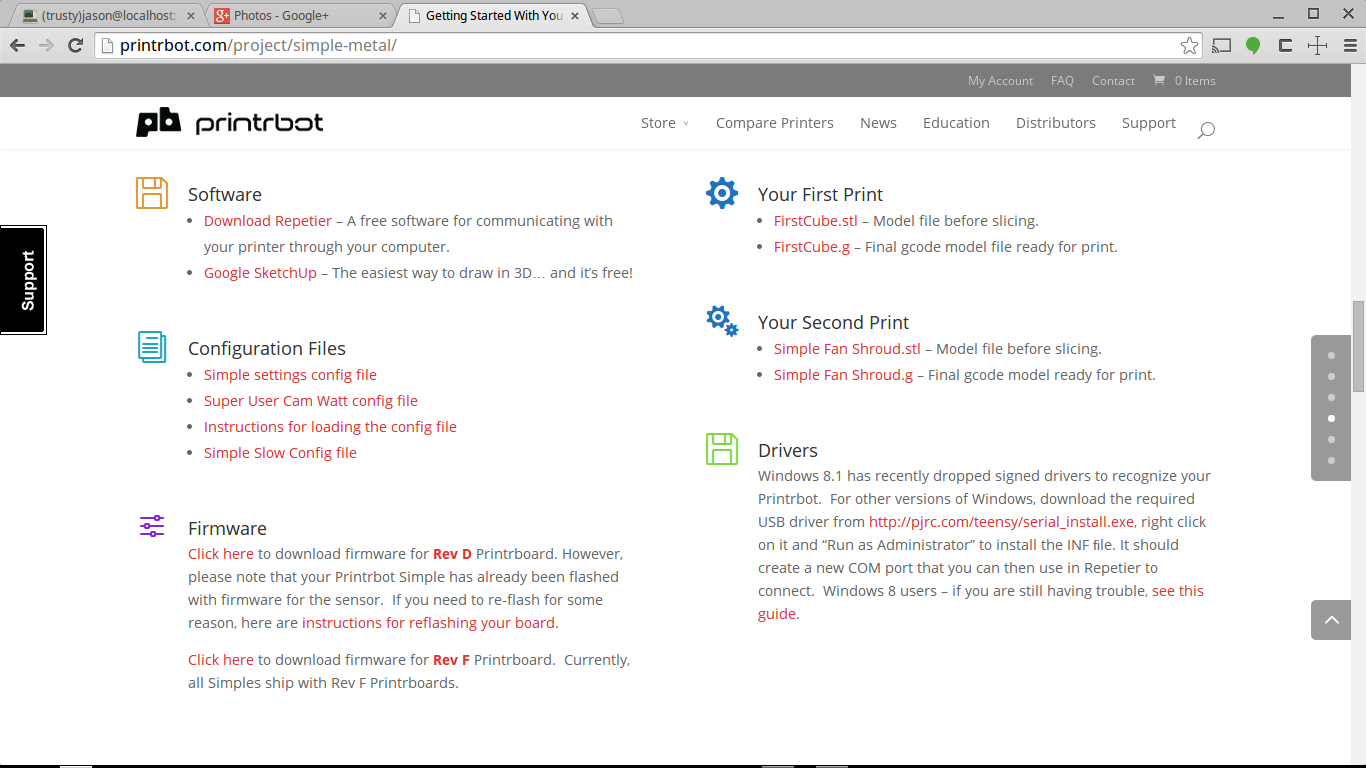 (trusty)jason@localhost:
Photos - Google+
Getting Started With You
printrbot.com/project/simple-metal/
My Account FAQ Contact 0 Items
pb printrbot
Store Compare Printers News Education Distributors Support
Support
Software
• Download Repetier – A free software for communicating with
your printer through your computer.
• Google SketchUp – The easiest way to draw in 3D… and it’s free!
Configuration Files
• Simple settings config file
• Super User Cam Watt config file
• Instructions for loading the config file
• Simple Slow Config file
Firmware
Click here to download firmware for Rev D Printrboard. However,
please note that your Printrbot Simple has already been flashed
with firmware for the sensor. If you need to re-flash for some
reason, here are instructions for reflashing your board.
Click here to download firmware for Rev F Printrboard. Currently,
all Simples ship with Rev F Printrboards.
Your First Print
• FirstCube.stl – Model file before slicing.
• FirstCube.g – Final gcode model file ready for print.
Your Second Print
• Simple Fan Shroud.stl – Model file before slicing.
• Simple Fan Shroud.g – Final gcode model ready for print.
Drivers
Windows 8.1 has recently dropped signed drivers to recognize your
Printrbot. For other versions of Windows, download the required
USB driver from http://pjrc.com/teensy/serial_install.exe, right click
on it and “Run as Administrator” to install the INF file. It should
create a new COM port that you can then use in Repetier to
connect. Windows 8 users – if you are still having trouble, see this
guide.